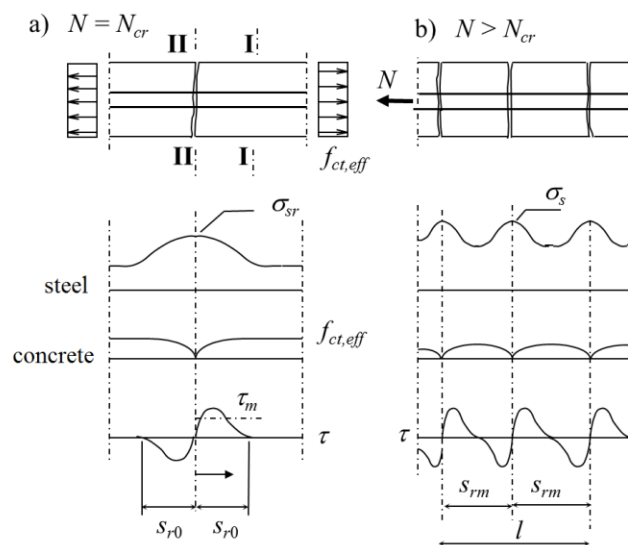 a) N = N_cr
b) N > N_cr
II I
N
II I
f_ct,eff
σ_sr
σ_s
steel
f_ct,eff
concrete
τ_m
τ
τ
s_r0 s_r0
s_rm s_rm
l